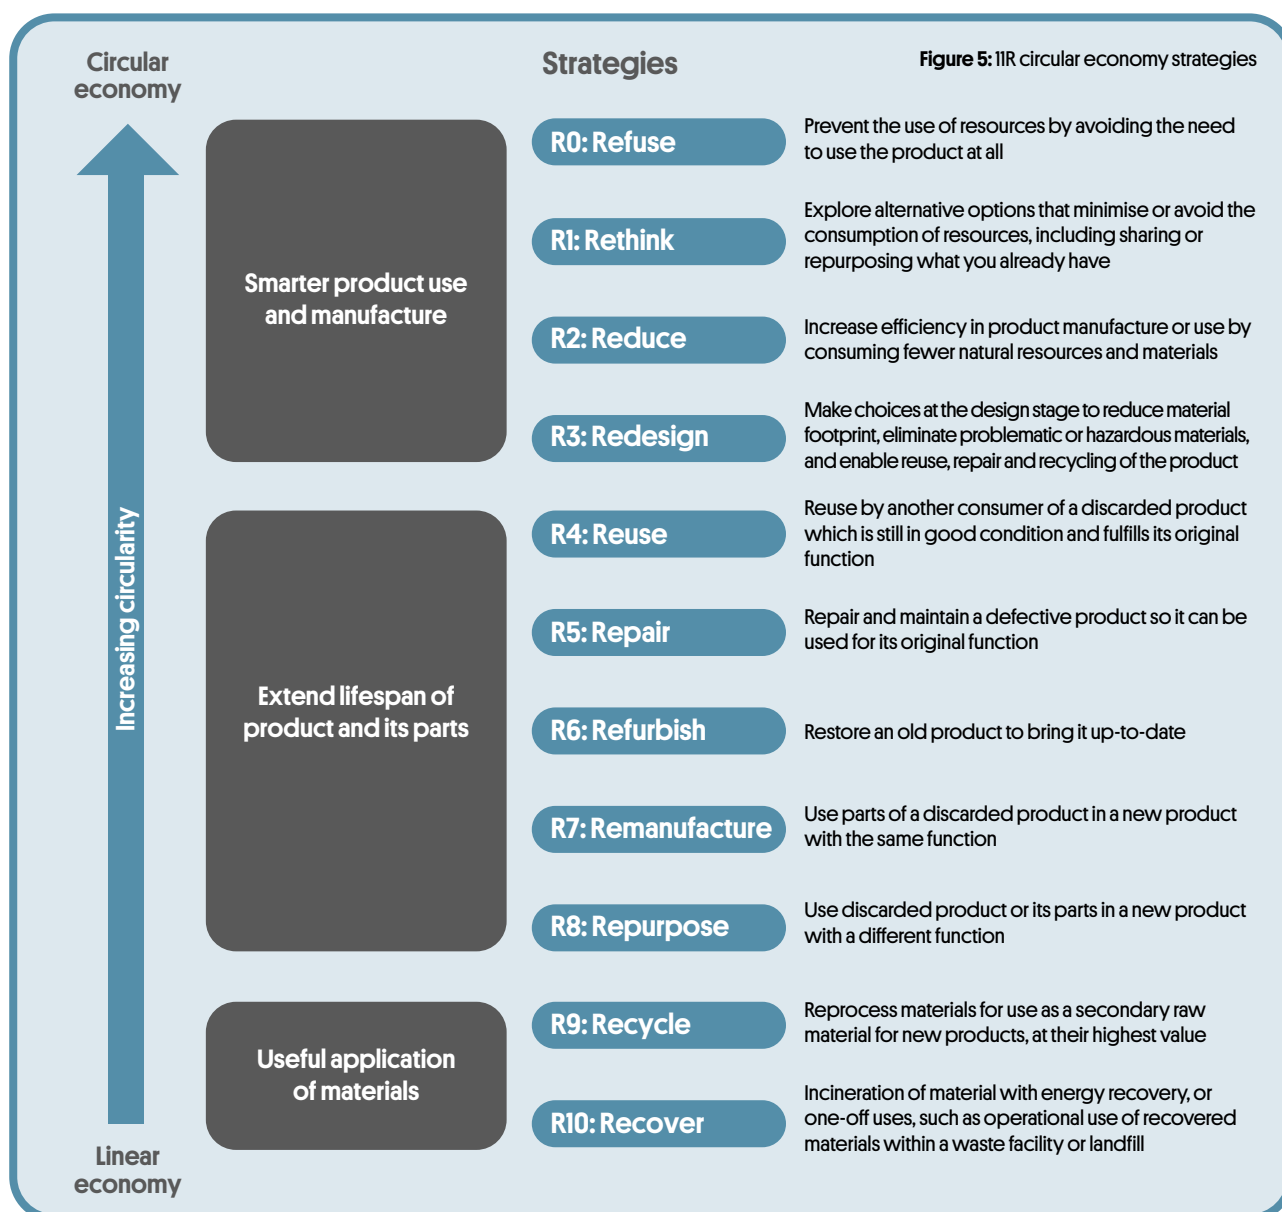 Circular
economy
Strategies
Figure 5: 11R circular economy strategies
Increasing circularity
Smarter product use
and manufacture
R0: Refuse
Prevent the use of resources by avoiding the need
to use the product at all
R1: Rethink
Explore alternative options that minimise or avoid the
consumption of resources, including sharing or
repurposing what you already have
R2: Reduce
Increase efficiency in product manufacture or use by
consuming fewer natural resources and materials
R3: Redesign
Make choices at the design stage to reduce material
footprint, eliminate problematic or hazardous materials,
and enable reuse, repair and recycling of the product
Extend lifespan of
product and its parts
R4: Reuse
Reuse by another consumer of a discarded product
which is still in good condition and fulfills its original
function
R5: Repair
Repair and maintain a defective product so it can be
used for its original function
R6: Refurbish
Restore an old product to bring it up-to-date
R7: Remanufacture
Use parts of a discarded product in a new product
with the same function
R8: Repurpose
Use discarded product or its parts in a new product
with a different function
Useful application
of materials
R9: Recycle
Reprocess materials for use as a secondary raw
material for new products, at their highest value
R10: Recover
Incineration of material with energy recovery, or
one-off uses, such as operational use of recovered
materials within a waste facility or landfill
Linear
economy